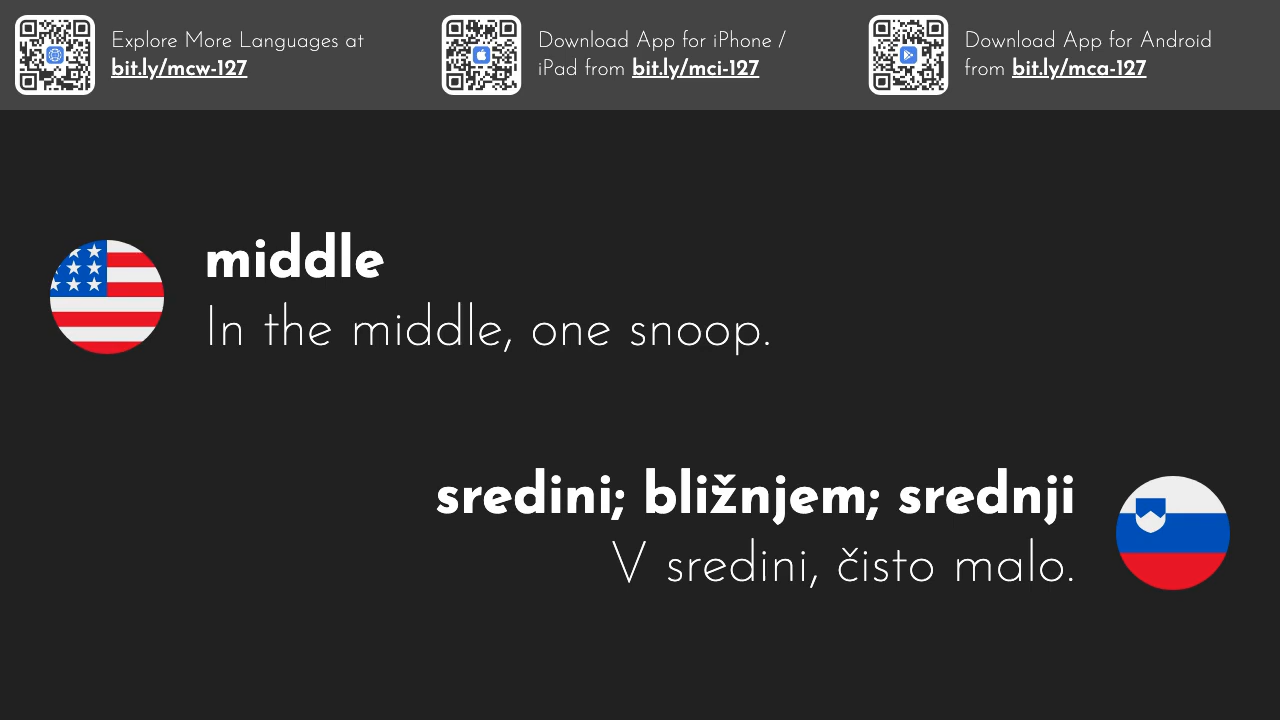 Explore More Languages at
bit.ly/mcw-127
Download App for iPhone /
iPad from bit.ly/mci-127
Download App for Android
from bit.ly/mca-127
middle
In the middle, one snoop.
sredini; bližnjem; srednji
V sredini, čisto malo.